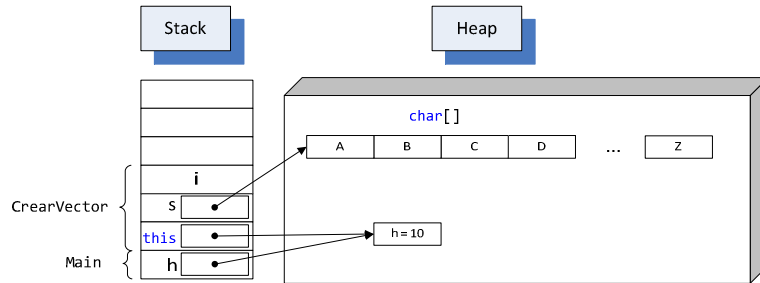 Stack
Heap
char[]
A B C D ... Z
i
s
CrearVector
this
h = 10
Main
h